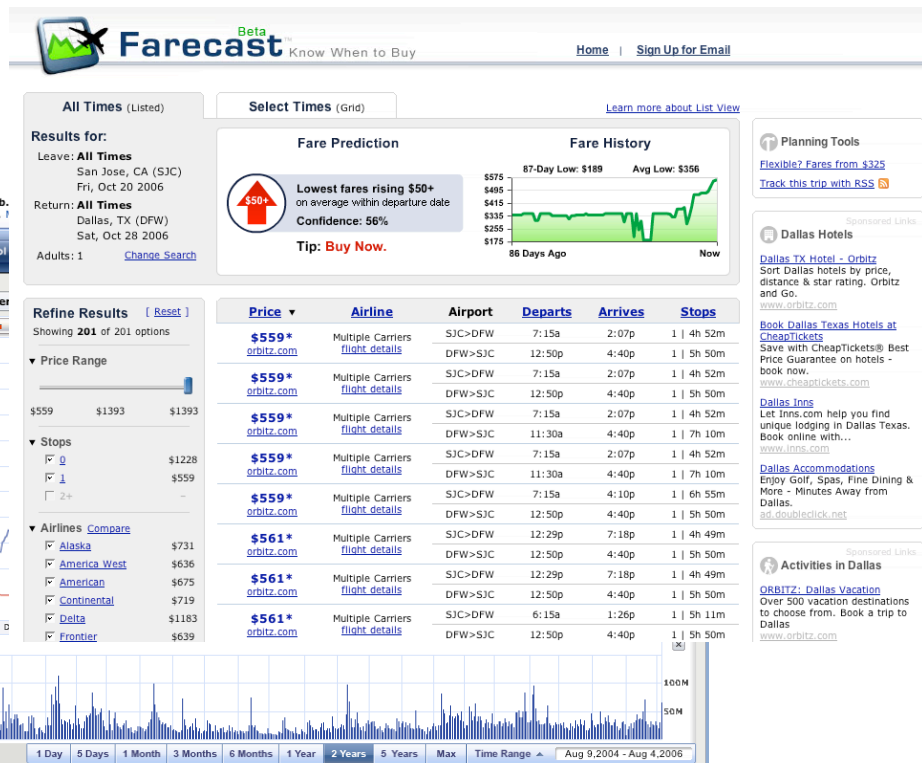 Beta
Farecast™ Know When to Buy
Home | Sign Up for Email
All Times (Listed)
Select Times (Grid)
Learn more about List View
Results for:
Leave: All Times
San Jose, CA (SJC)
Fri, Oct 20 2006
Return: All Times
Dallas, TX (DFW)
Sat, Oct 28 2006
Adults: 1 Change Search
Fare Prediction
$50+
Lowest fares rising $50+
on average within departure date
Confidence: 56%
Tip: Buy Now.
Fare History
87-Day Low: $189 Avg Low: $356
$575
$495
$415
$335
$255
$175
86 Days Ago Now
Refine Results [ Reset ]
Showing 201 of 201 options
Price Range
$559 $1393 $1393
Stops
0 $1228
1 $559
2+ –
Airlines Compare
Alaska $731
America West $636
American $675
Continental $719
Delta $1183
Frontier $639
Price ▼ Airline Airport Departs Arrives Stops
$559* Multiple Carriers SJC>DFW 7:15a 2:07p 1 | 4h 52m
orbitz.com flight details DFW>SJC 12:50p 4:40p 1 | 5h 50m
$559* Multiple Carriers SJC>DFW 7:15a 2:07p 1 | 4h 52m
orbitz.com flight details DFW>SJC 12:50p 4:40p 1 | 5h 50m
$559* Multiple Carriers SJC>DFW 7:15a 2:07p 1 | 4h 52m
orbitz.com flight details DFW>SJC 11:30a 4:40p 1 | 7h 10m
$559* Multiple Carriers SJC>DFW 7:15a 2:07p 1 | 4h 52m
orbitz.com flight details DFW>SJC 11:30a 4:40p 1 | 7h 10m
$559* Multiple Carriers SJC>DFW 7:15a 4:10p 1 | 6h 55m
orbitz.com flight details DFW>SJC 12:50p 4:40p 1 | 5h 50m
$561* Multiple Carriers SJC>DFW 12:29p 7:18p 1 | 4h 49m
orbitz.com flight details DFW>SJC 12:50p 4:40p 1 | 5h 50m
$561* Multiple Carriers SJC>DFW 12:29p 7:18p 1 | 4h 49m
orbitz.com flight details DFW>SJC 12:50p 4:40p 1 | 5h 50m
$561* Multiple Carriers SJC>DFW 6:15a 1:26p 1 | 5h 11m
orbitz.com flight details DFW>SJC 12:50p 4:40p 1 | 5h 50m
Planning Tools
Flexible? Fares from $325
Track this trip with RSS
Sponsored Links
Dallas Hotels
Dallas TX Hotel - Orbitz
Sort Dallas hotels by price,
distance & star rating. Orbitz
and Go.
www.orbitz.com
Book Dallas Texas Hotels at
CheapTickets
Save with CheapTickets® Best
Price Guarantee on hotels -
book now.
www.cheaptickets.com
Dallas Inns
Let Inns.com help you find
unique lodging in Dallas Texas.
Book online with...
www.inns.com
Dallas Accommodations
Enjoy Golf, Spas, Fine Dining &
More - Minutes Away from
Dallas.
ad.doubleclick.net
Sponsored Links
Activities in Dallas
ORBITZ: Dallas Vacation
Over 500 vacation destinations
to choose from. Book a trip to
Dallas
www.orbitz.com
100M
50M
1 Day 5 Days 1 Month 3 Months 6 Months 1 Year 2 Years 5 Years Max Time Range Aug 9,2004 - Aug 4,2006